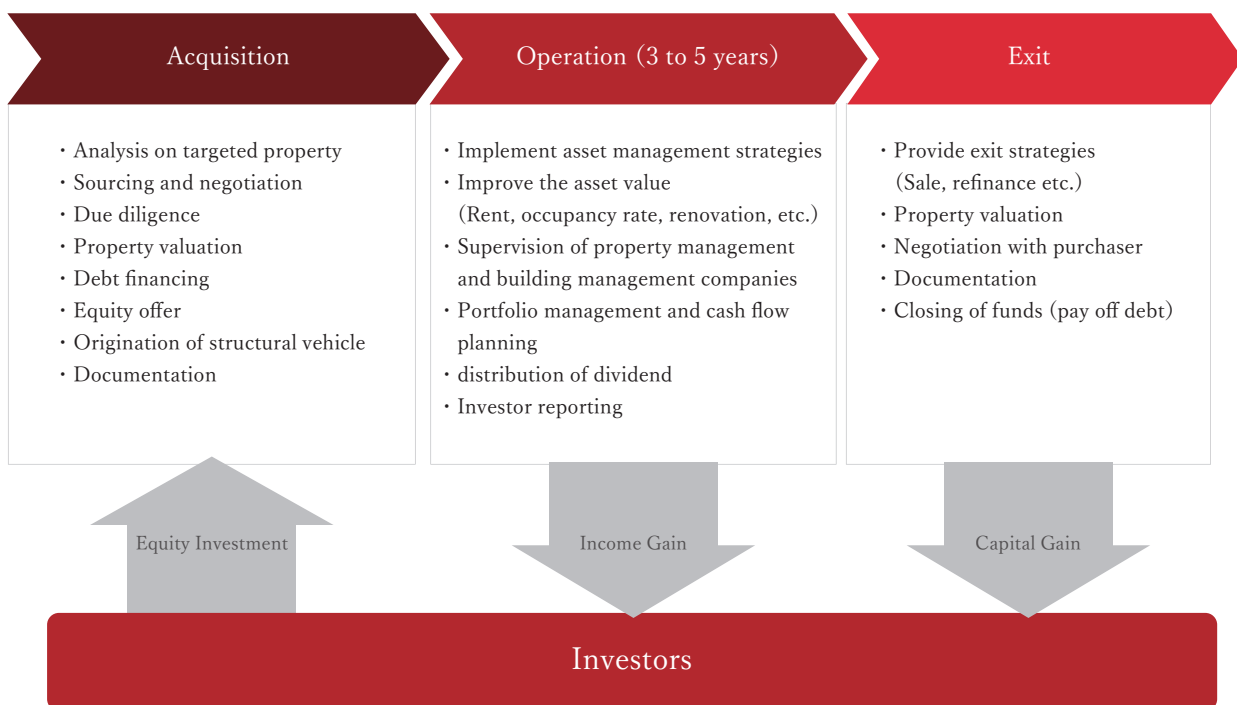 Acquisition
・Analysis on targeted property
・Sourcing and negotiation
・Due diligence
・Property valuation
・Debt financing
・Equity offer
・Origination of structural vehicle
・Documentation
Operation (3 to 5 years)
・Implement asset management strategies
・Improve the asset value
(Rent, occupancy rate, renovation, etc.)
・Supervision of property management
and building management companies
・Portfolio management and cash flow
planning
・distribution of dividend
・Investor reporting
Exit
・Provide exit strategies
(Sale, refinance etc.)
・Property valuation
・Negotiation with purchaser
・Documentation
・Closing of funds (pay off debt)
Equity Investment
Income Gain
Capital Gain
Investors